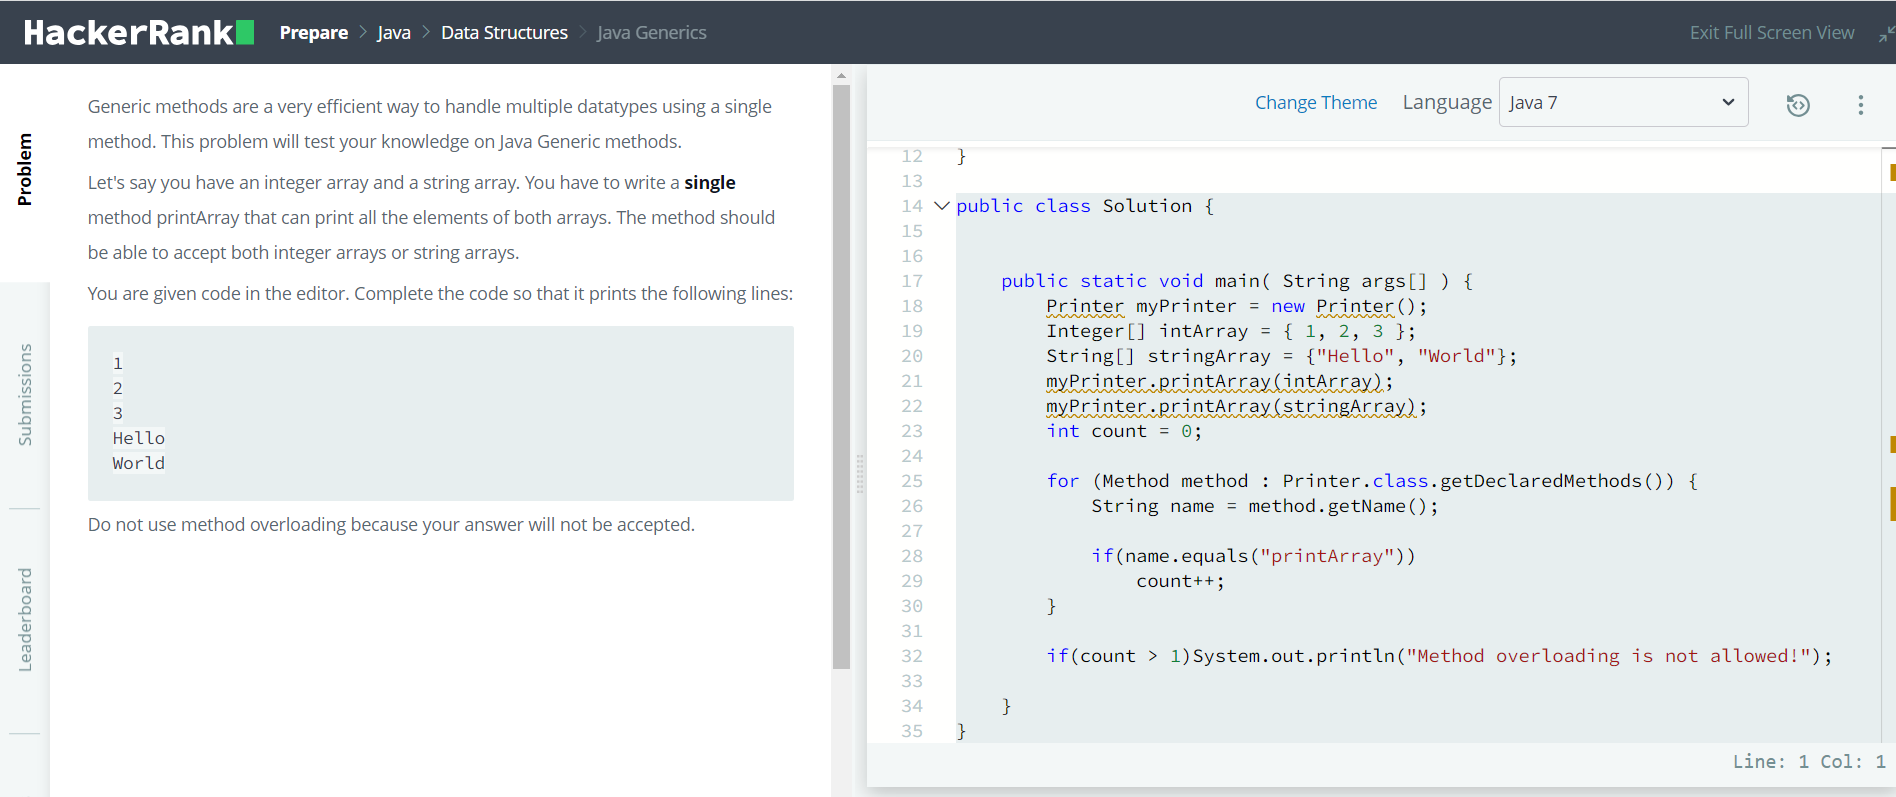 HackerRank
Prepare > Java > Data Structures > Java Generics
Exit Full Screen View
Problem
Submissions
Leaderboard
Generic methods are a very efficient way to handle multiple datatypes using a single
method. This problem will test your knowledge on Java Generic methods.
Let's say you have an integer array and a string array. You have to write a single
method printArray that can print all the elements of both arrays. The method should
be able to accept both integer arrays or string arrays.
You are given code in the editor. Complete the code so that it prints the following lines:
1
2
3
Hello
World
Do not use method overloading because your answer will not be accepted.
Change Theme Language Java 7
12 }
13
14 public class Solution {
15
16
17 public static void main( String args[] ) {
18 Printer myPrinter = new Printer();
19 Integer[] intArray = { 1, 2, 3 };
20 String[] stringArray = {"Hello", "World"};
21 myPrinter.printArray(intArray);
22 myPrinter.printArray(stringArray);
23 int count = 0;
24
25 for (Method method : Printer.class.getDeclaredMethods()) {
26 String name = method.getName();
27
28 if(name.equals("printArray"))
29 count++;
30 }
31
32 if(count > 1)System.out.println("Method overloading is not allowed!");
33
34 }
35 }
Line: 1 Col: 1